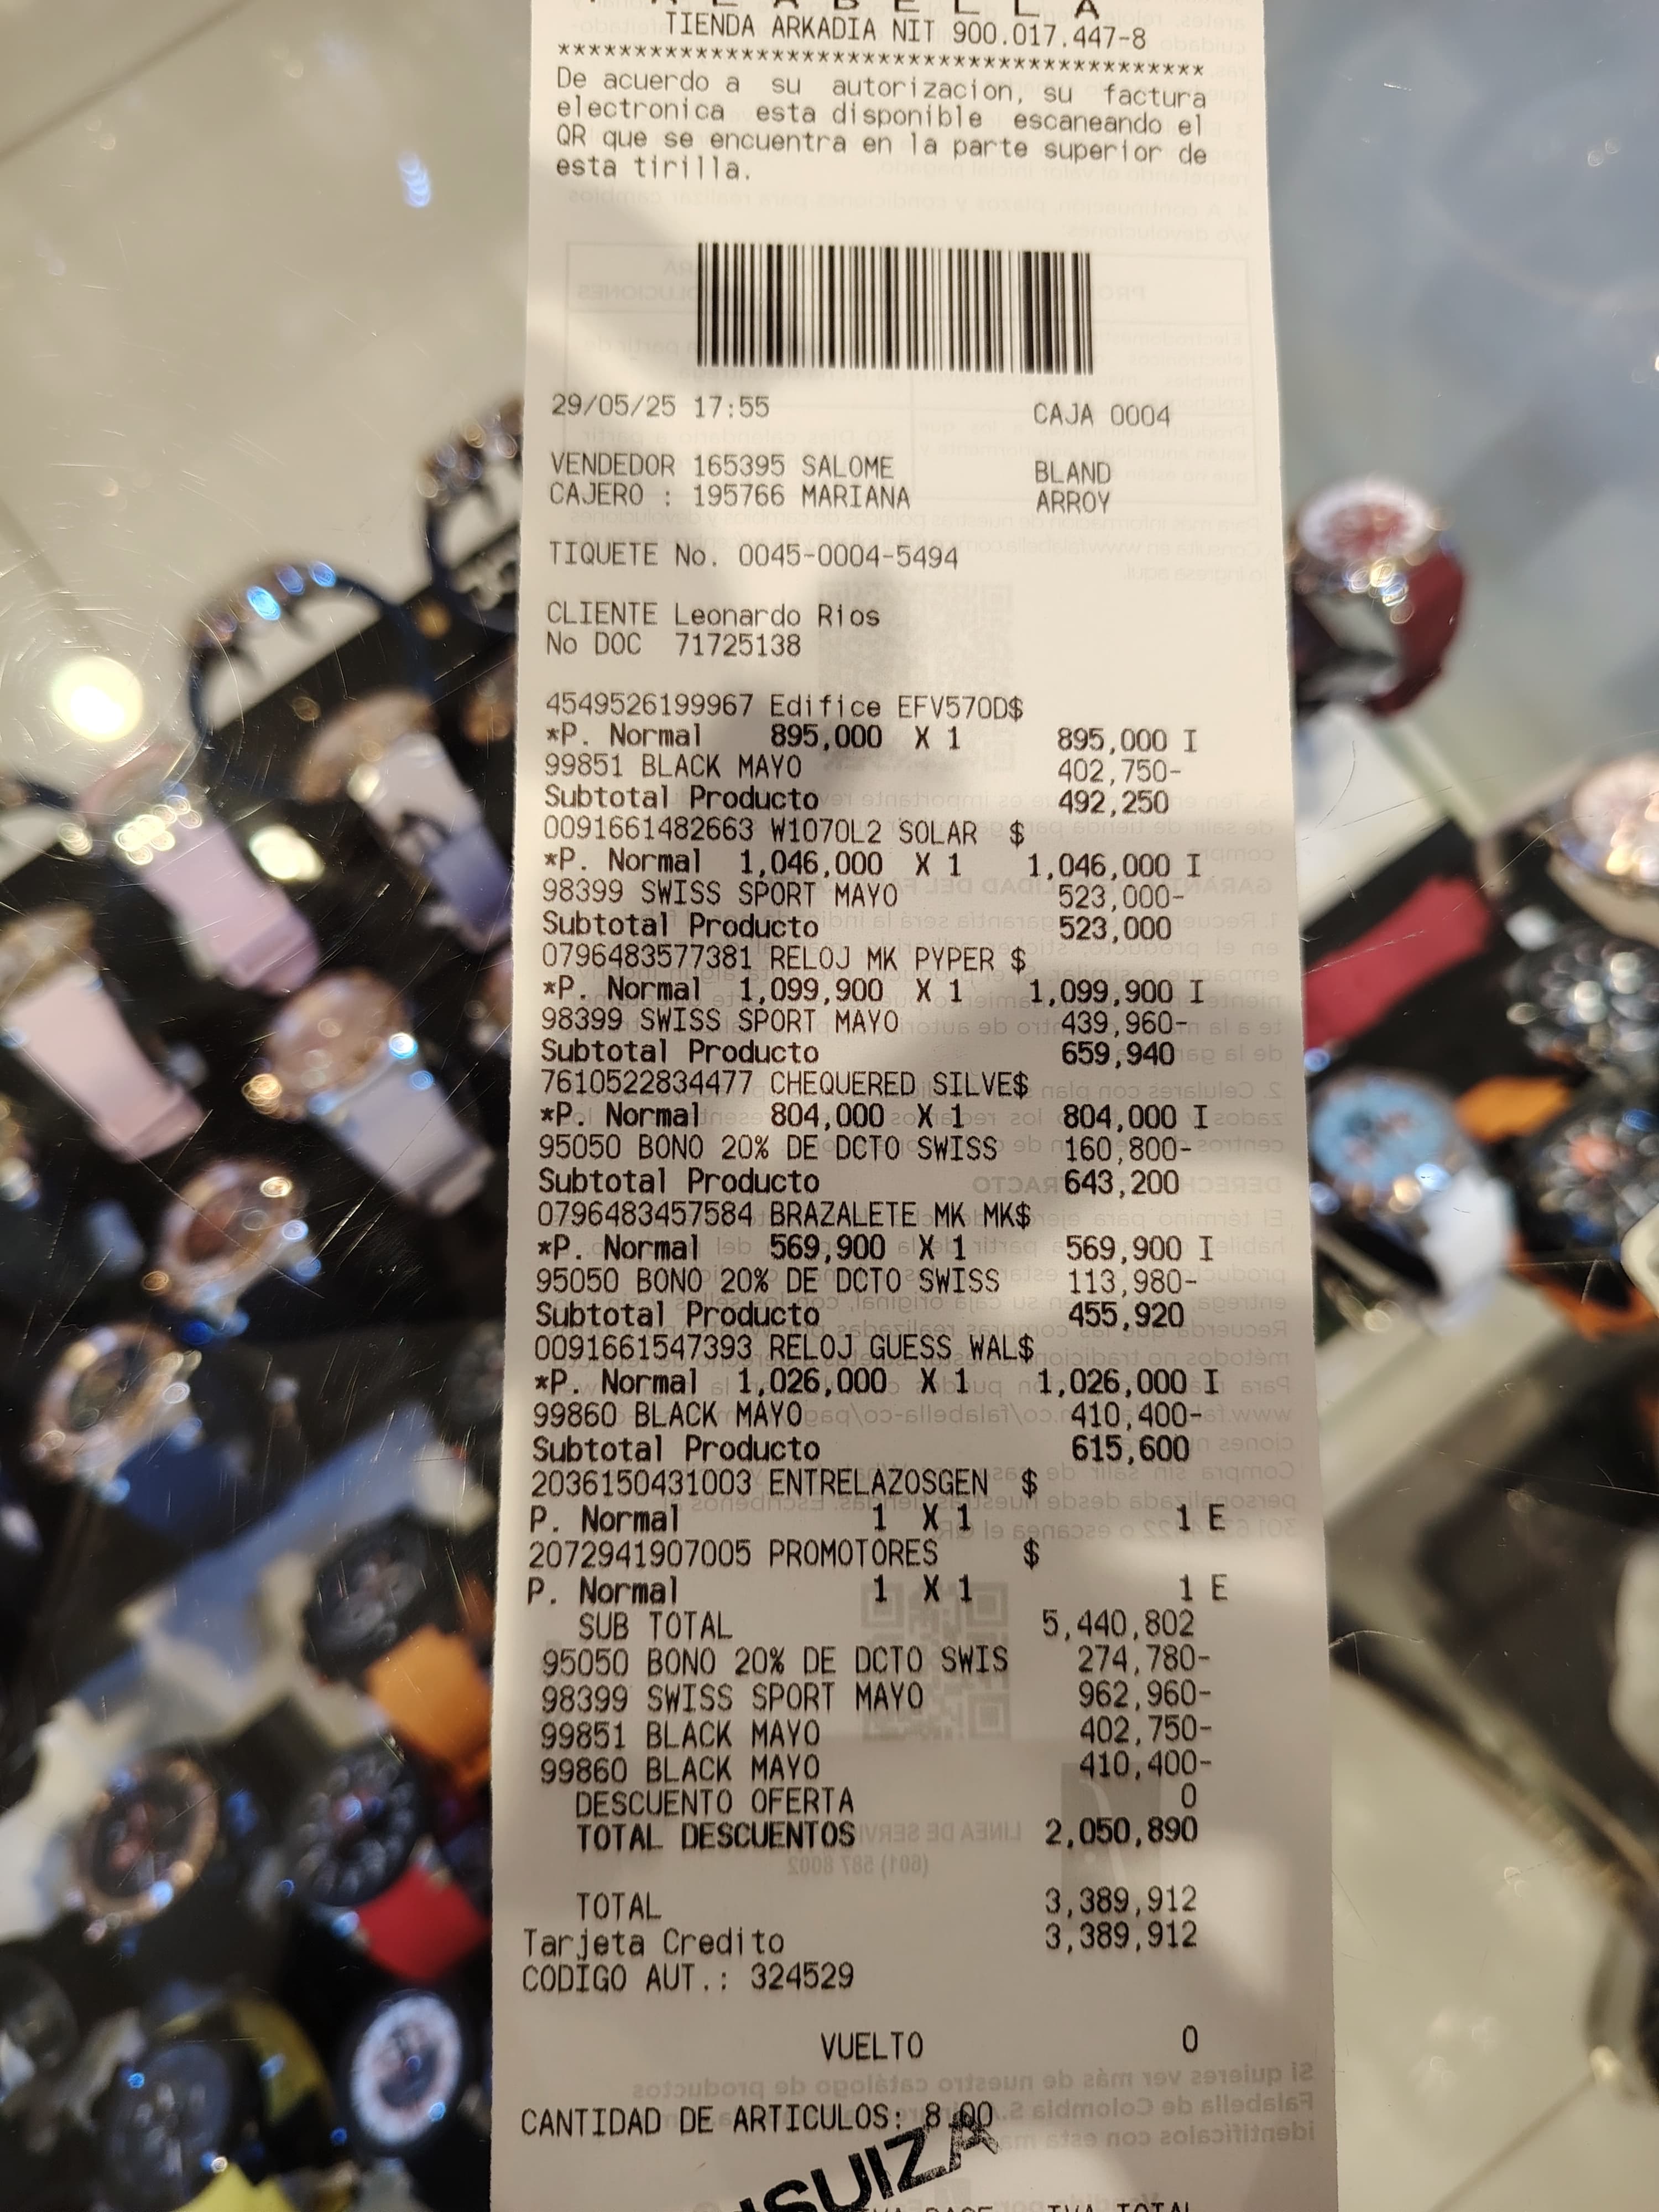 FALABELLA
TIENDA ARKADIA NIT 900.017.447-8
******************************************
De acuerdo a su autorizacion, su factura
electronica esta disponible escaneando el
QR que se encuentra en la parte superior de
esta tirilla.
29/05/25 17:55 CAJA 0004
VENDEDOR 165395 SALOME BLAND
CAJERO : 195766 MARIANA ARROY
TIQUETE No. 0045-0004-5494
CLIENTE Leonardo Rios
No DOC 71725138
4549526199967 Edifice EFV570D$
*P. Normal 895,000 X 1 895,000 I
99851 BLACK MAYO 402,750-
Subtotal Producto 492,250
0091661482663 W1070L2 SOLAR $
*P. Normal 1,046,000 X 1 1,046,000 I
98399 SWISS SPORT MAYO 523,000-
Subtotal Producto 523,000
0796483577381 RELOJ MK PYPER $
*P. Normal 1,099,900 X 1 1,099,900 I
98399 SWISS SPORT MAYO 439,960-
Subtotal Producto 659,940
7610522834477 CHEQUERED SILVE$
*P. Normal 804,000 X 1 804,000 I
95050 BONO 20% DE DCTO SWISS 160,800-
Subtotal Producto 643,200
0796483457584 BRAZALETE MK MK$
*P. Normal 569,900 X 1 569,900 I
95050 BONO 20% DE DCTO SWISS 113,980-
Subtotal Producto 455,920
0091661547393 RELOJ GUESS WAL$
*P. Normal 1,026,000 X 1 1,026,000 I
99860 BLACK MAYO 410,400-
Subtotal Producto 615,600
2036150431003 ENTRELAZOSGEN $
P. Normal 1 X 1 1 E
2072941907005 PROMOTORES $
P. Normal 1 X 1 1 E
SUB TOTAL 5,440,802
95050 BONO 20% DE DCTO SWIS 274,780-
98399 SWISS SPORT MAYO 962,960-
99851 BLACK MAYO 402,750-
99860 BLACK MAYO 410,400-
DESCUENTO OFERTA 0
TOTAL DESCUENTOS 2,050,890
TOTAL 3,389,912
Tarjeta Credito 3,389,912
CODIGO AUT.: 324529
VUELTO 0
CANTIDAD DE ARTICULOS: 8.00
SUIZA